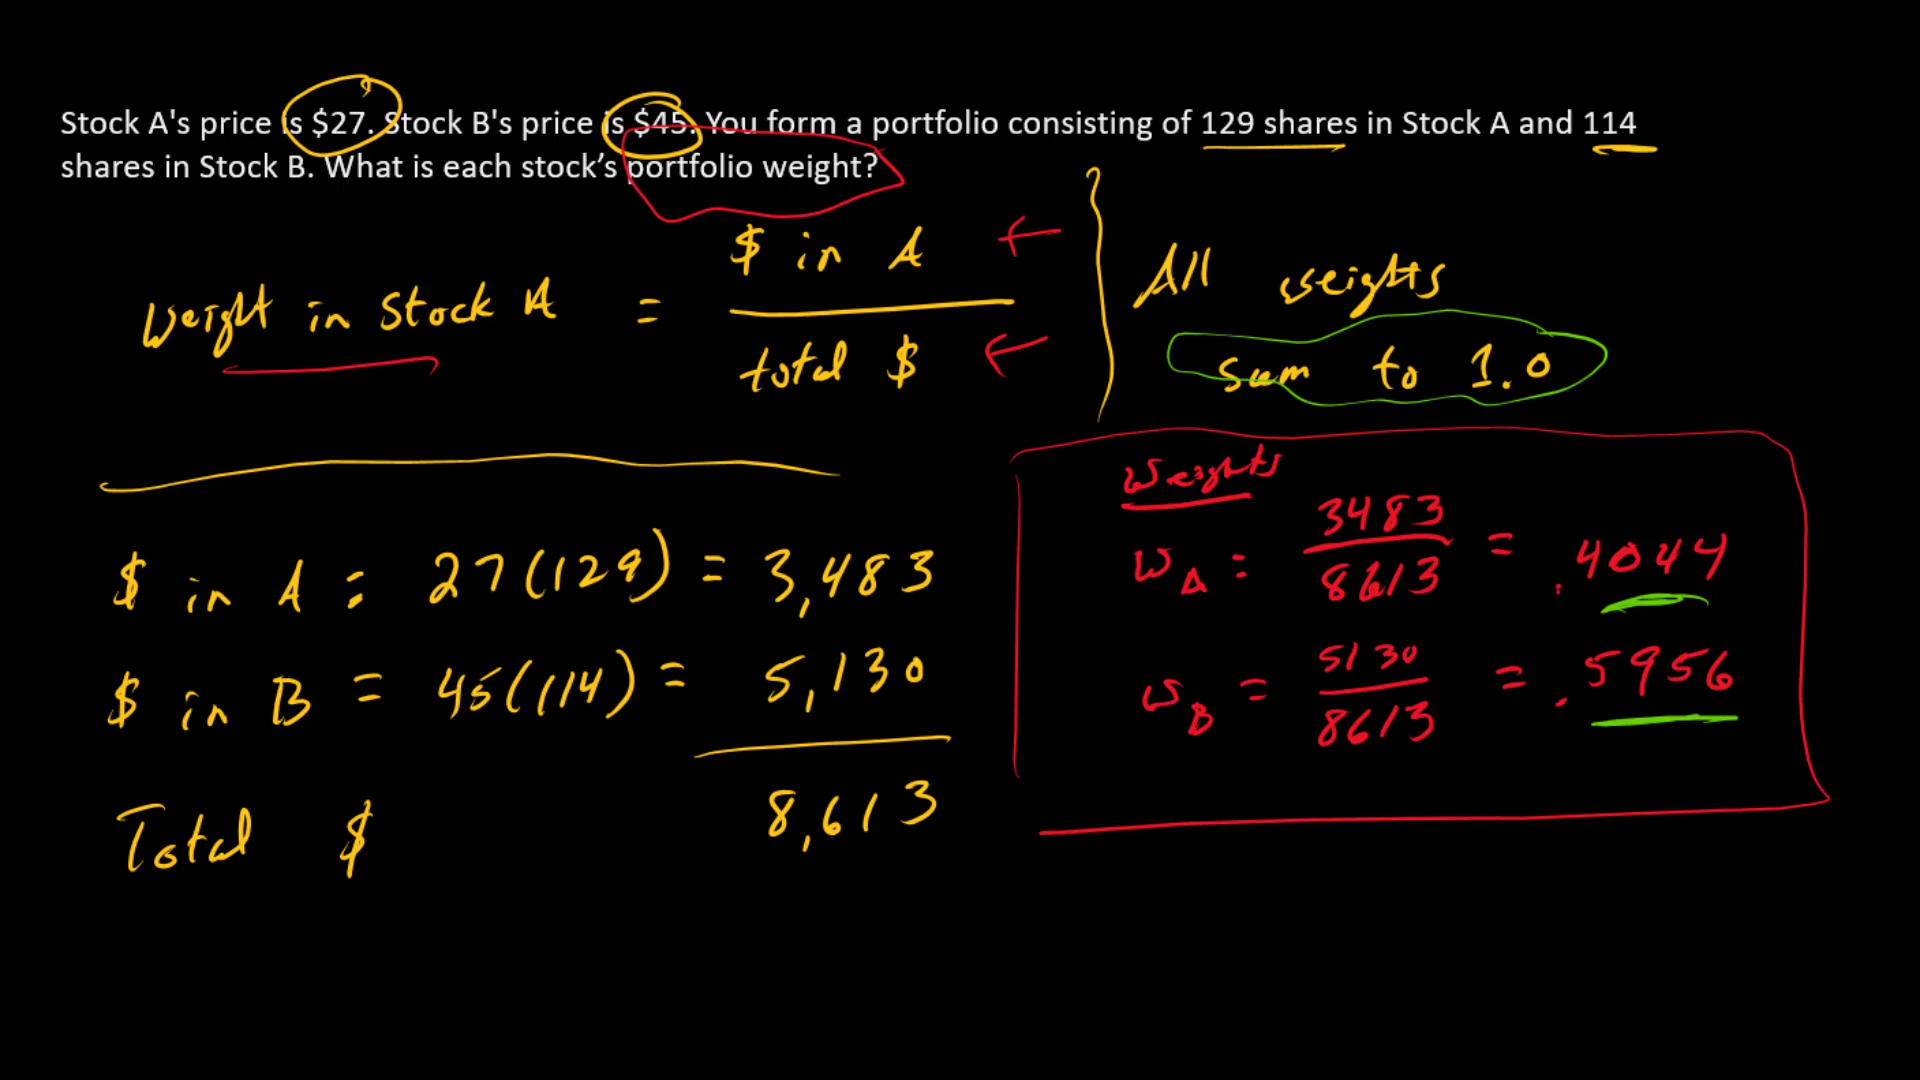 Stock A's price is $27. Stock B's price is $45. You form a portfolio consisting of 129 shares in Stock A and 114
shares in Stock B. What is each stock’s portfolio weight?
Weight in Stock A = $ in A / total $
All weights
sum to 1.0
$ in A : 27(129) = 3,483
$ in B = 45(114) = 5,130
Total $ 8,613
Weights
WA = 3483 / 8613 = .4044
WB = 5130 / 8613 = .5956